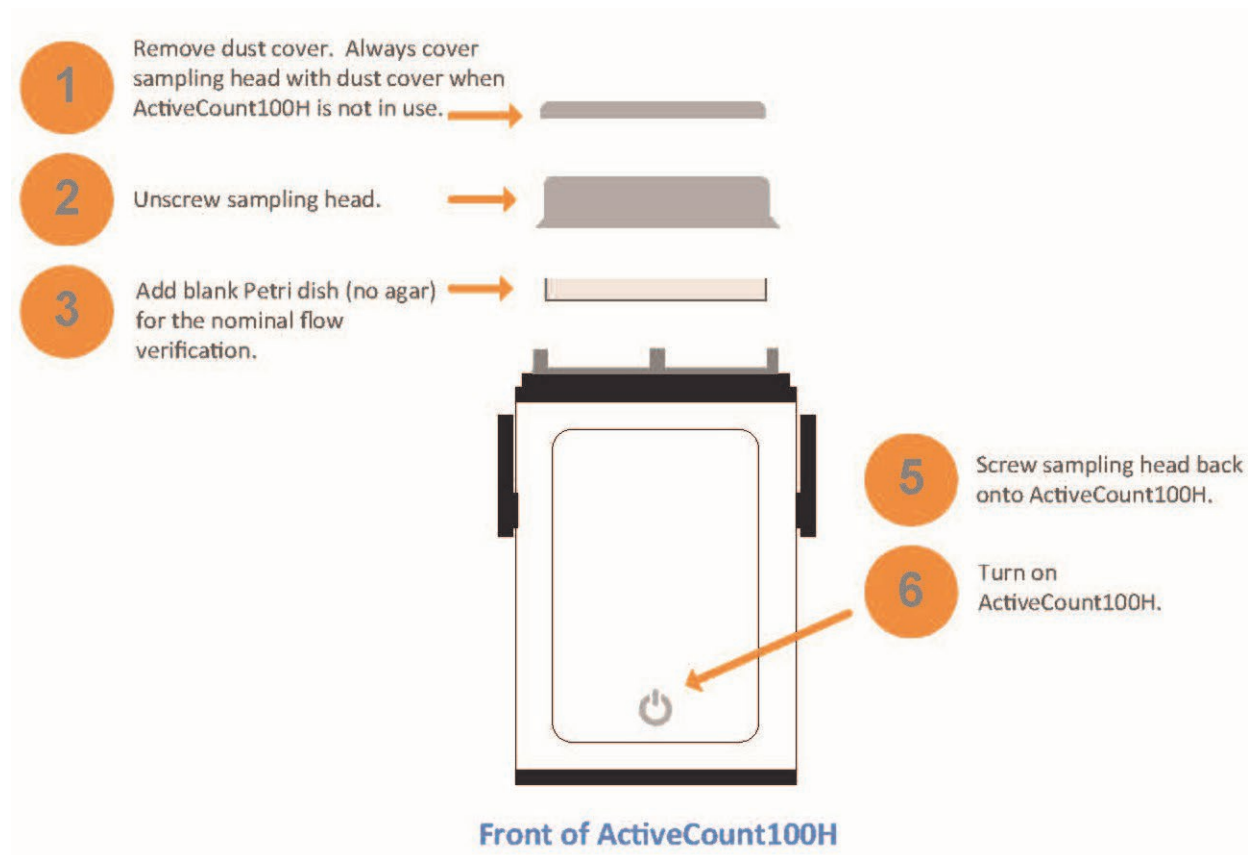 1
Remove dust cover. Always cover
sampling head with dust cover when
ActiveCount100H is not in use.
2
Unscrew sampling head.
3
Add blank Petri dish (no agar)
for the nominal flow
verification.
5
Screw sampling head back
onto ActiveCount100H.
6
Turn on
ActiveCount100H.
Front of ActiveCount100H